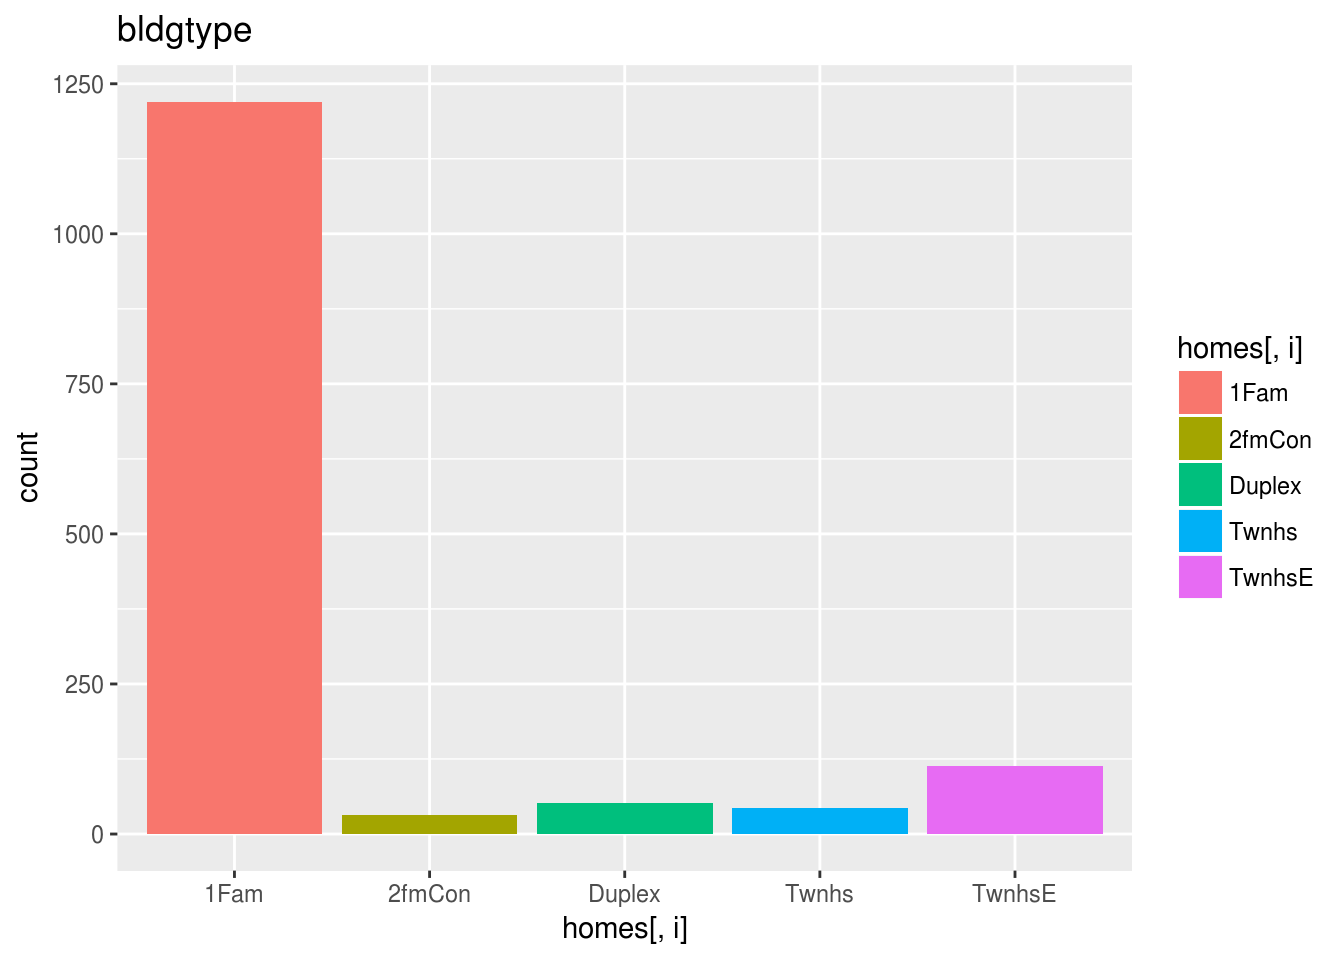 bldgtype
1250
1000
750
500
250
0
count
1Fam 2fmCon Duplex Twnhs TwnhsE
homes[, i]
homes[, i]
1Fam
2fmCon
Duplex
Twnhs
TwnhsE